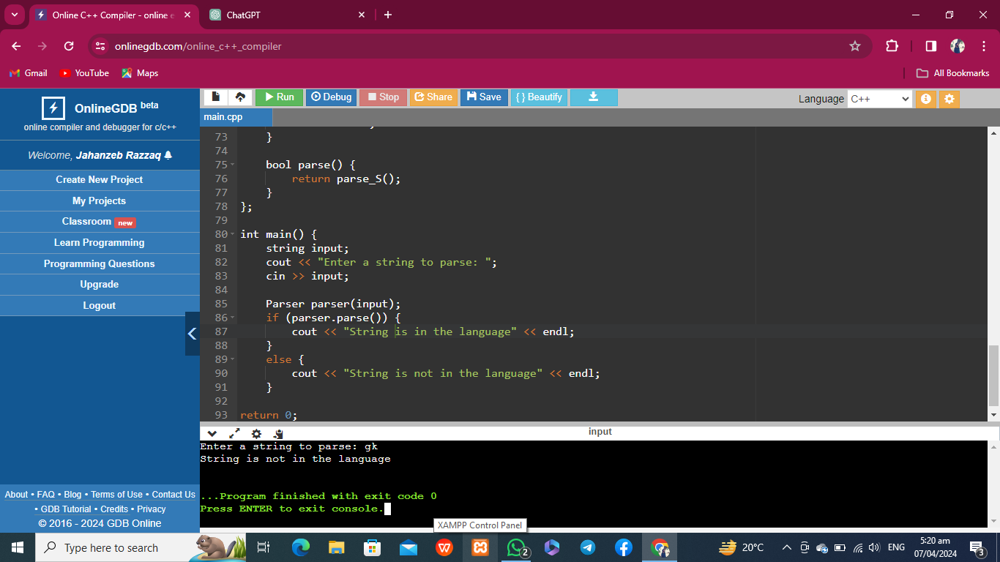 Online C++ Compiler - online e
ChatGPT
onlinegdb.com/online_c++_compiler
Gmail
YouTube
Maps
All Bookmarks
OnlineGDB beta
online compiler and debugger for c/c++
Welcome, Jahanzeb Razzaq
Create New Project
My Projects
Classroom new
Learn Programming
Programming Questions
Upgrade
Logout
About • FAQ • Blog • Terms of Use • Contact Us
• GDB Tutorial • Credits • Privacy
© 2016 - 2024 GDB Online
Run
Debug
Stop
Share
Save
{ } Beautify
Language C++
main.cpp
73 }
74
75 bool parse() {
76 return parse_S();
77 }
78 };
79
80 int main() {
81 string input;
82 cout << "Enter a string to parse: ";
83 cin >> input;
84
85 Parser parser(input);
86 if (parser.parse()) {
87 cout << "String is in the language" << endl;
88 }
89 else {
90 cout << "String is not in the language" << endl;
91 }
92
93 return 0;
input
Enter a string to parse: gk
String is not in the language
...Program finished with exit code 0
Press ENTER to exit console.
XAMPP Control Panel
Type here to search
2
20°C
ENG
5:20 am
07/04/2024
3